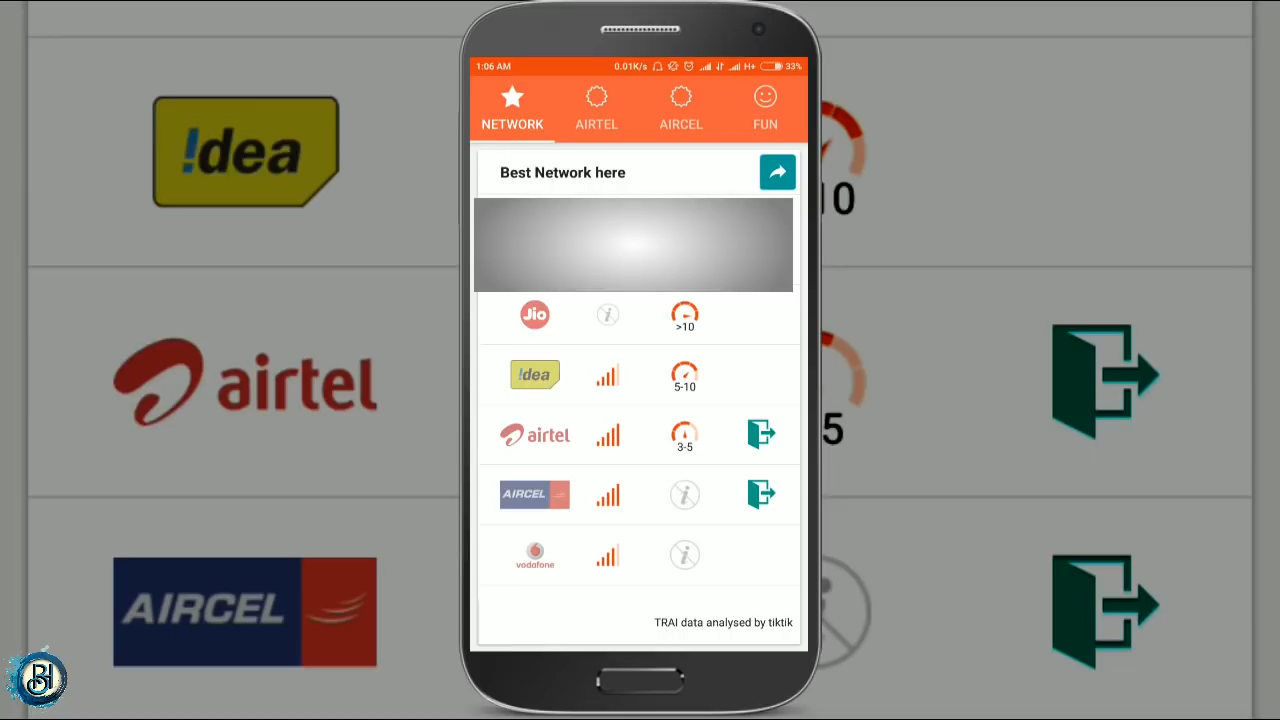 1:06 AM 0.01K/s H+ 33%
NETWORK AIRTEL AIRCEL FUN
Best Network here
Jio >10
!dea 5-10
airtel 3-5
AIRCEL
vodafone
TRAI data analysed by tiktik
!dea 10
airtel 5
AIRCEL